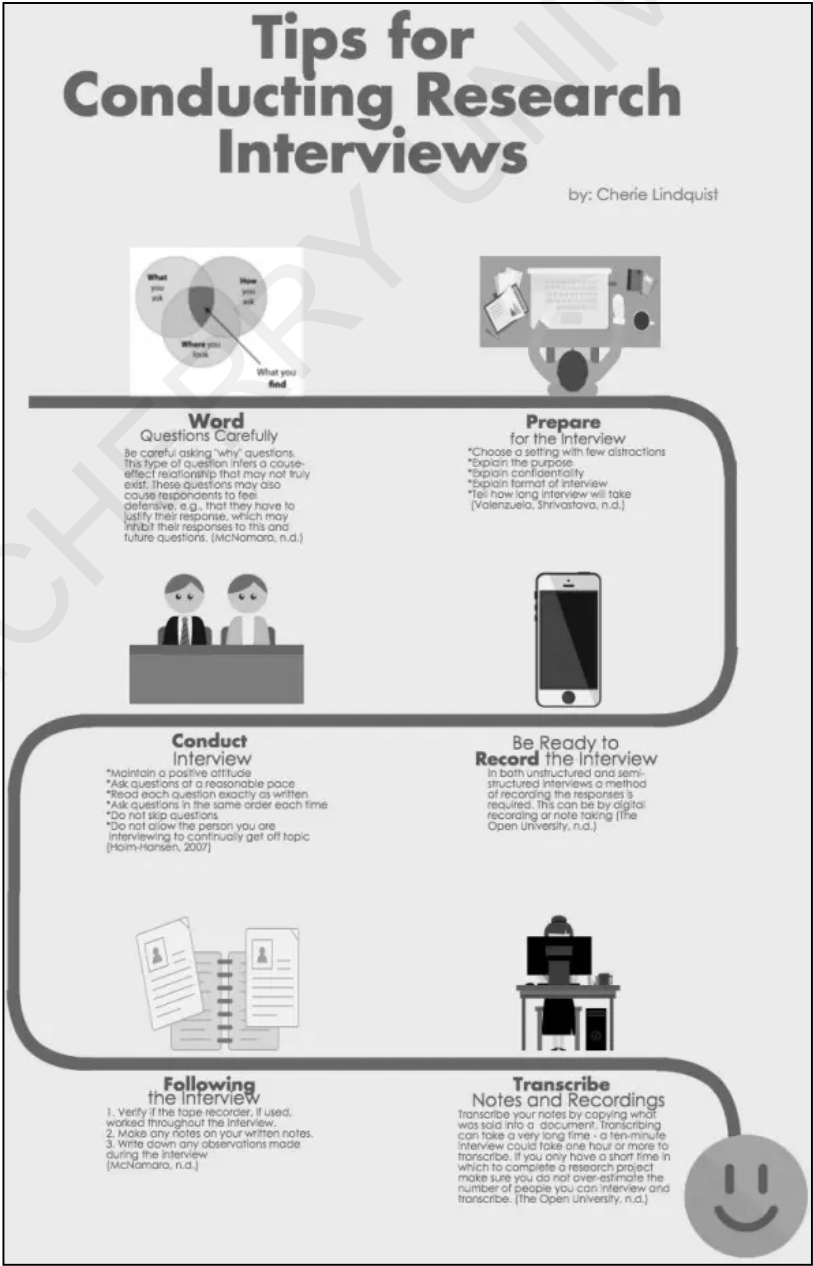 Tips for
Conducting Research
Interviews
by: Cherie Lindquist
What
you
ask
How
you
ask
Where you
look
What you
find
Word
Questions Carefully
Be careful asking "why" questions.
This type of question infers a cause-
effect relationship that may not truly
exist. These questions may also
cause respondents to feel
defensive, e.g., that they have to
justify their response, which may
inhibit their responses to this and
future questions. (McNamara, n.d.)
Prepare
for the Interview
*Choose a setting with few distractions
*Explain the purpose
*Explain confidentiality
*Explain format of interview
*Tell how long interview will take
(Valenzuela, Shrivastava, n.d.)
Be Ready to
Record the Interview
In both unstructured and semi-
structured interviews a method
of recording the responses is
required. This can be by digital
recording or note taking (The
Open University, n.d.)
Conduct
Interview
*Maintain a positive attitude
*Ask questions at a reasonable pace
*Read each question exactly as written
*Ask questions in the same order each time
*Do not skip questions
*Do not allow the person you are
interviewing to continually get off topic
(Holm-Hansen, 2007)
Following
the Interview
1. Verify if the tape recorder, if used,
worked throughout the interview.
2. Make any notes on your written notes.
3. Write down any observations made
during the interview
(McNamara, n.d.)
Transcribe
Notes and Recordings
Transcribe your notes by copying what
was said into a document. Transcribing
can take a very long time - a ten-minute
interview could take one hour or more to
transcribe. If you only have a short time in
which to complete a research project
make sure you do not over-estimate the
number of people you can interview and
transcribe. (The Open University, n.d.)
CHERRY UNIV